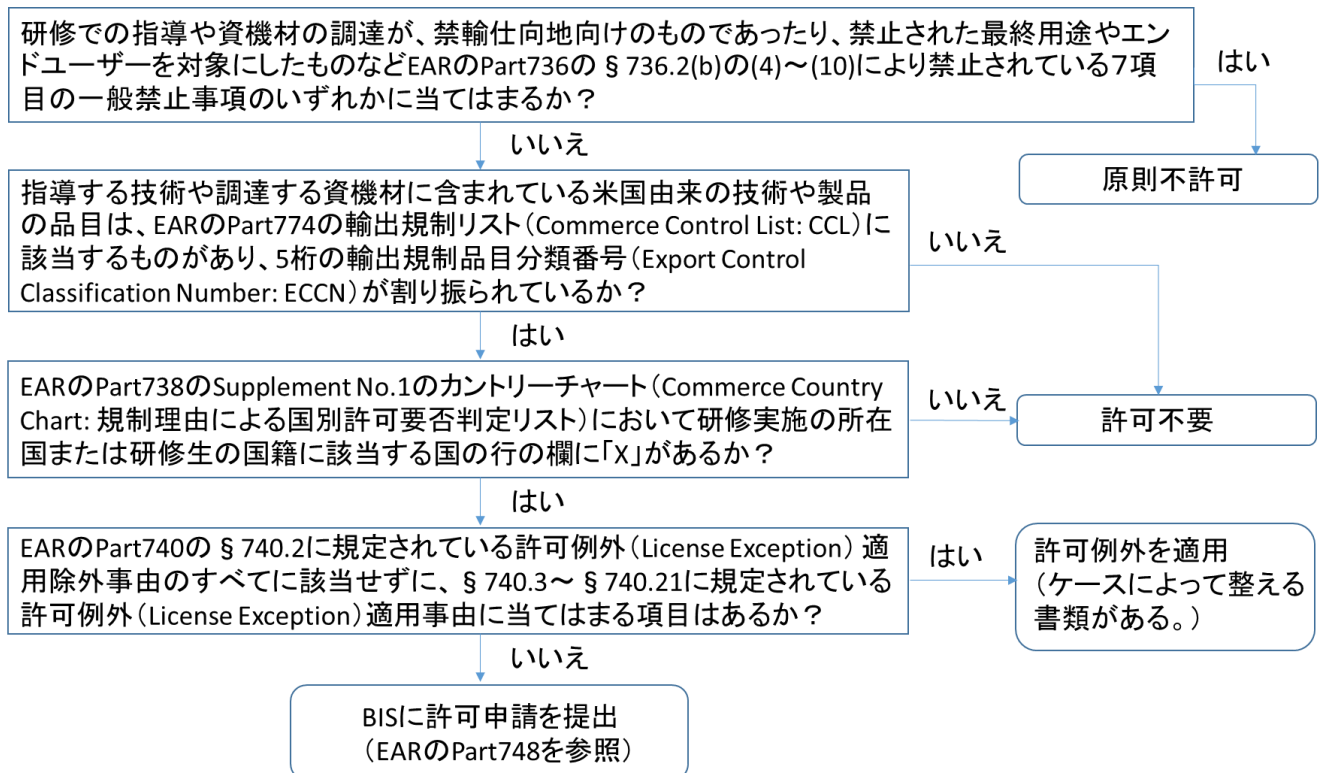 研修での指導や資機材の調達が、禁輸仕向地向けのものであったり、禁止された最終用途やエン
ドユーザーを対象にしたものなどEARのPart736の§736.2(b)の(4)~(10)により禁止されている7項
目の一般禁止事項のいずれかに当てはまるか?
はい
いいえ
原則不許可
指導する技術や調達する資機材に含まれている米国由来の技術や製品
の品目は、EARのPart774の輸出規制リスト(Commerce Control List: CCL)に
該当するものがあり、5桁の輸出規制品目分類番号(Export Control
Classification Number: ECCN)が割り振られているか?
いいえ
はい
EARのPart738のSupplement No.1のカントリーチャート(Commerce Country
Chart: 規制理由による国別許可要否判定リスト)において研修実施の所在
国または研修生の国籍に該当する国の行の欄に「X」があるか?
いいえ
許可不要
はい
EARのPart740の§740.2に規定されている許可例外(License Exception) 適
用除外事由のすべてに該当せずに、§740.3~§740.21に規定されている
許可例外(License Exception)適用事由に当てはまる項目はあるか?
はい
許可例外を適用
(ケースによって整える
書類がある。)
いいえ
BISに許可申請を提出
(EARのPart748を参照)